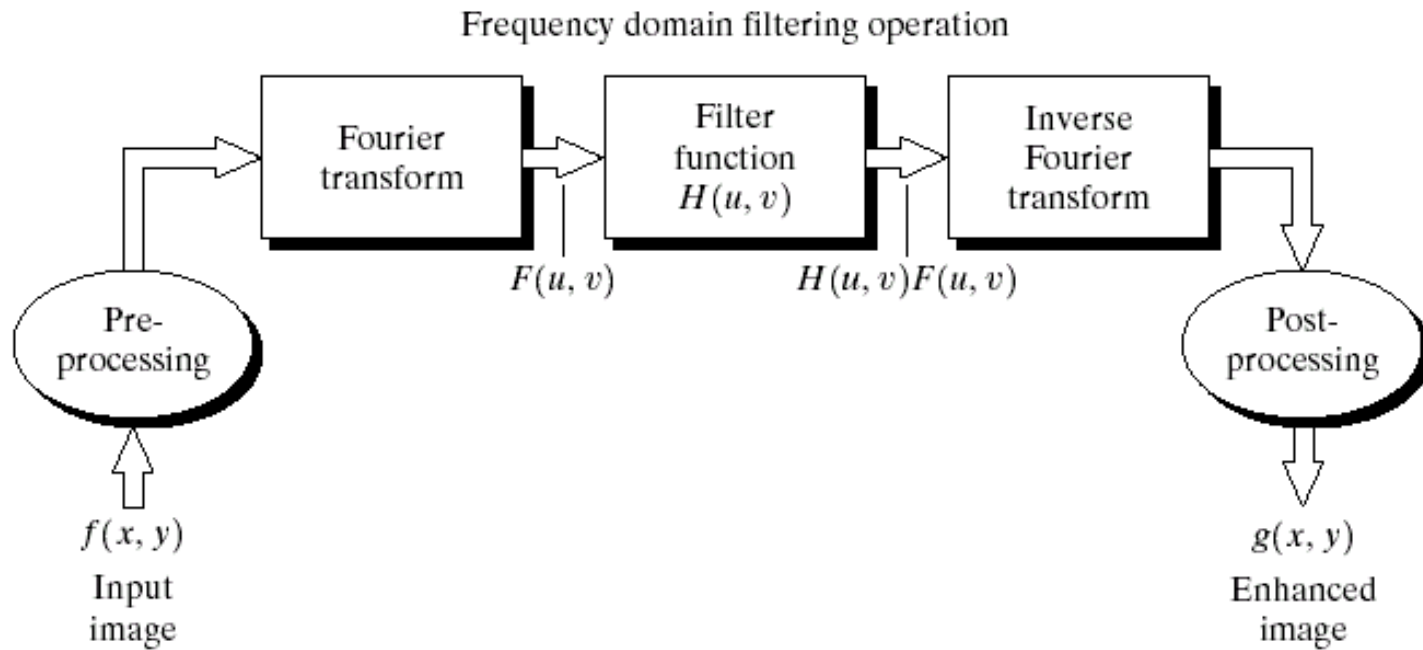 Frequency domain filtering operation
Fourier
transform
Filter
function
H(u, v)
Inverse
Fourier
transform
F(u, v)
H(u, v)F(u, v)
Pre-
processing
Post-
processing
f(x, y)
Input
image
g(x, y)
Enhanced
image